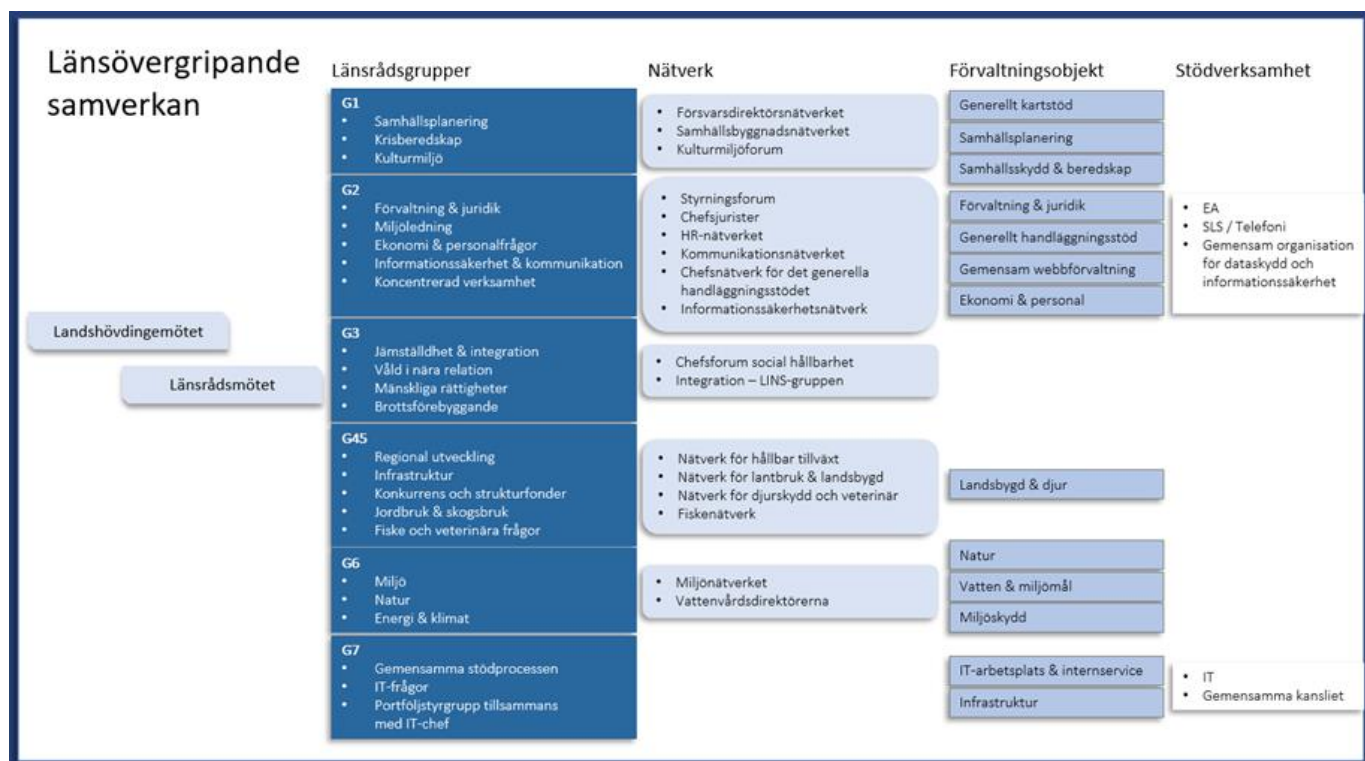 Länsövergripande
samverkan
Länsrådsgrupper
Nätverk
Förvaltningsobjekt
Stödverksamhet
Landshövdingemötet
Länsrådsmötet
G1
• Samhällsplanering
• Krisberedskap
• Kulturmiljö
• Försvarsdirektörsnätverket
• Samhällsbyggnadsnätverket
• Kulturmiljöforum
Generellt kartstöd
Samhällsplanering
Samhällsskydd & beredskap
G2
• Förvaltning & juridik
• Miljöledning
• Ekonomi & personalfrågor
• Informationssäkerhet & kommunikation
• Koncentrerad verksamhet
• Styrningsforum
• Chefsjurister
• HR-nätverket
• Kommunikationsnätverket
• Chefsnätverk för det generella
handläggningsstödet
• Informationssäkerhetsnätverk
Förvaltning & juridik
Generellt handläggningsstöd
Gemensam webbförvaltning
Ekonomi & personal
• EA
• SLS / Telefoni
• Gemensam organisation
för dataskydd och
informationssäkerhet
G3
• Jämställdhet & integration
• Våld i nära relation
• Mänskliga rättigheter
• Brottsförebyggande
• Chefsforum social hållbarhet
• Integration – LINS-gruppen
G45
• Regional utveckling
• Infrastruktur
• Konkurrens och strukturfonder
• Jordbruk & skogsbruk
• Fiske och veterinära frågor
• Nätverk för hållbar tillväxt
• Nätverk för lantbruk & landsbygd
• Nätverk för djurskydd och veterinär
• Fiskenätverk
Landsbygd & djur
G6
• Miljö
• Natur
• Energi & klimat
• Miljönätverket
• Vattenvårdsdirektörerna
Natur
Vatten & miljömål
Miljöskydd
G7
• Gemensamma stödprocessen
• IT-frågor
• Portföljstyrgrupp tillsammans
med IT-chef
IT-arbetsplats & internservice
Infrastruktur
• IT
• Gemensamma kansliet